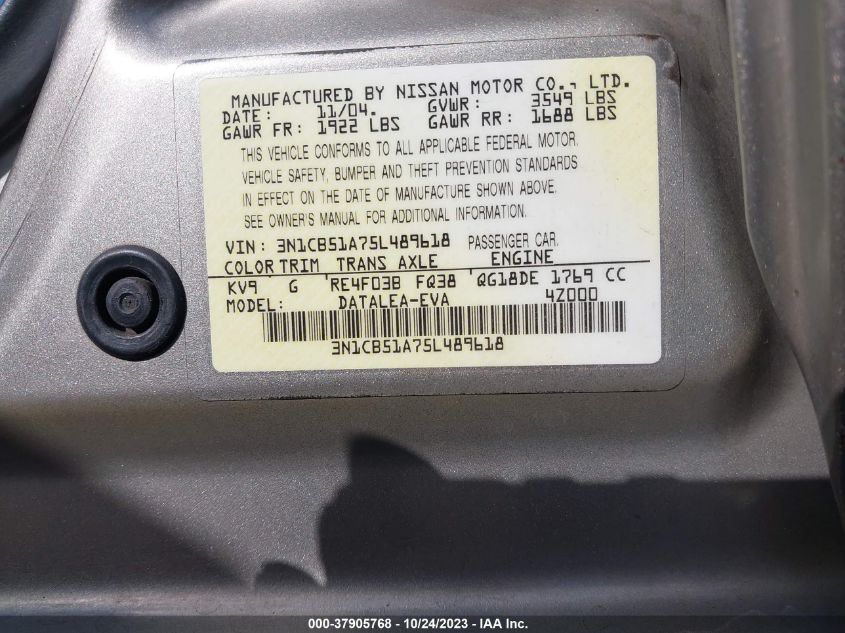 MANUFACTURED BY NISSAN MOTOR CO., LTD.
DATE: 11/04. GVWR: 3549 LBS
GAWR FR: 1922 LBS GAWR RR: 1688 LBS
THIS VEHICLE CONFORMS TO ALL APPLICABLE FEDERAL MOTOR
VEHICLE SAFETY, BUMPER AND THEFT PREVENTION STANDARDS
IN EFFECT ON THE DATE OF MANUFACTURE SHOWN ABOVE.
SEE OWNER'S MANUAL FOR ADDITIONAL INFORMATION.
VIN: 3N1CB51A75L489618 PASSENGER CAR.
COLOR TRIM TRANS AXLE ENGINE
KV9 G RE4F03B FQ38 QG18DE 1769 CC
MODEL: DATALEA-EVA 4Z000
3N1CB51A75L489618
000-37905768 - 10/24/2023 - IAA Inc.